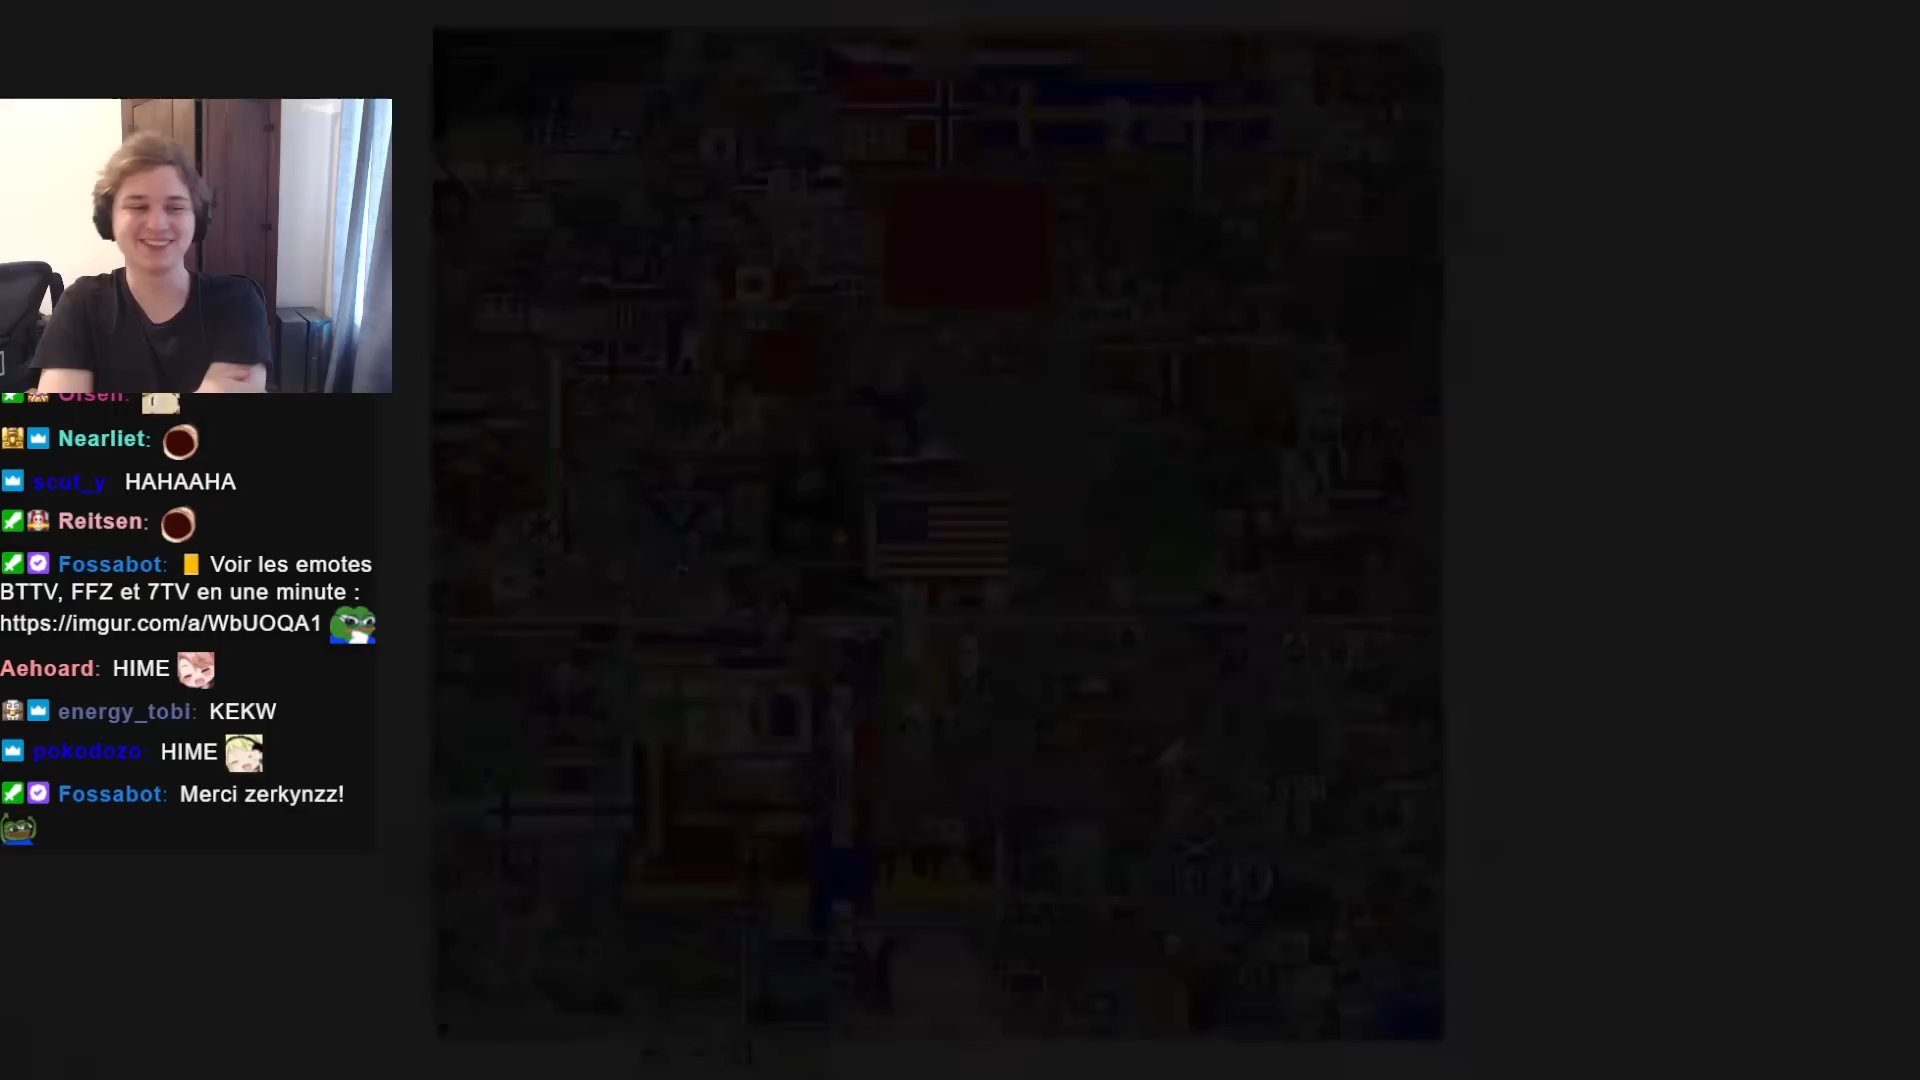 Olsen:
Nearliet:
scut_y: HAHAAHA
Reitsen:
Fossabot: Voir les emotes
BTTV, FFZ et 7TV en une minute :
https://imgur.com/a/WbUOQA1
Aehoard: HIME
energy_tobi: KEKW
pokodozo: HIME
Fossabot: Merci zerkynzz!